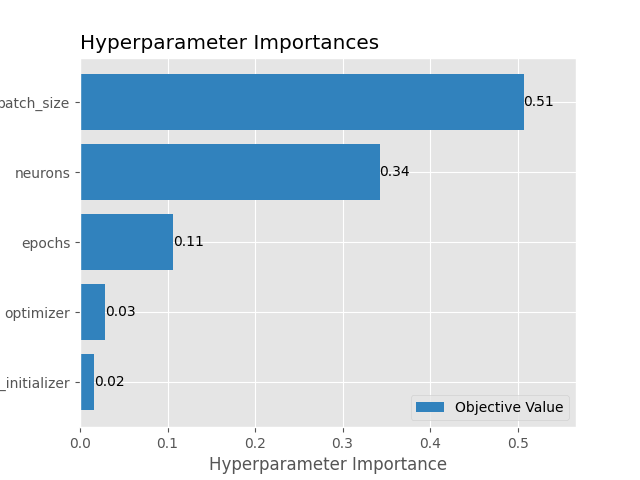 Hyperparameter Importances
batch_size
0.51
neurons
0.34
epochs
0.11
optimizer
0.03
_initializer
0.02
Objective Value
0.0 0.1 0.2 0.3 0.4 0.5
Hyperparameter Importance